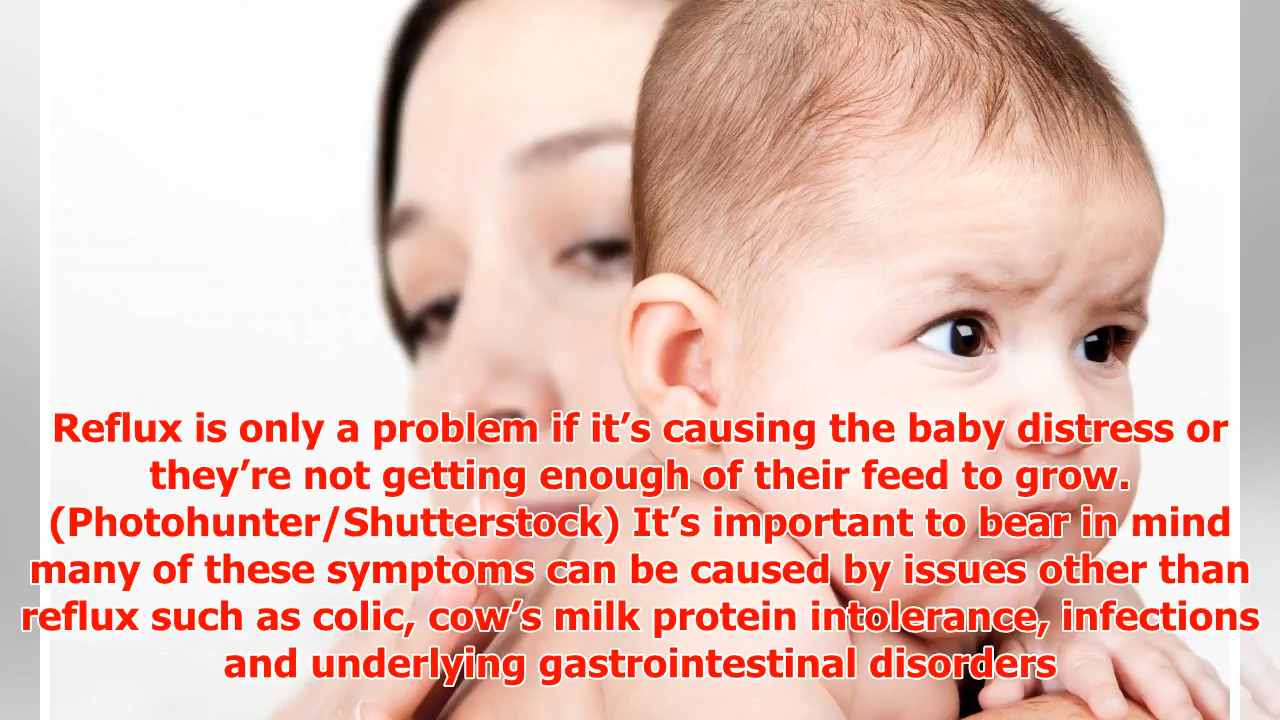 Reflux is only a problem if it’s causing the baby distress or
they’re not getting enough of their feed to grow.
(Photohunter/Shutterstock) It’s important to bear in mind
many of these symptoms can be caused by issues other than
reflux such as colic, cow’s milk protein intolerance, infections
and underlying gastrointestinal disorders